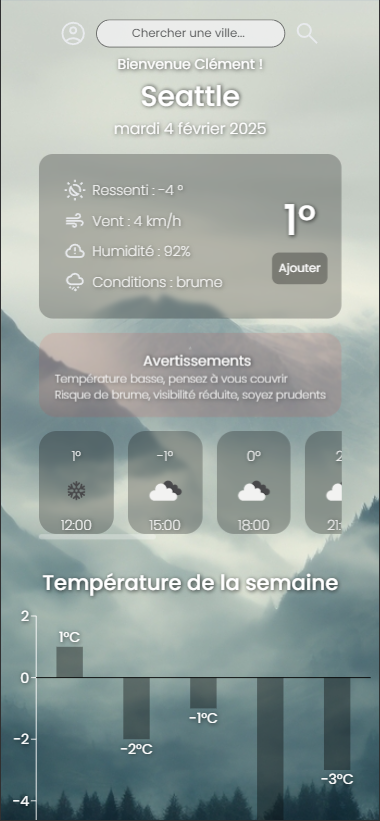 Chercher une ville...
Bienvenue Clément !
Seattle
mardi 4 février 2025
Ressenti : -4 °
Vent : 4 km/h
Humidité : 92%
Conditions : brume
1°
Ajouter
Avertissements
Température basse, pensez à vous couvrir
Risque de brume, visibilité réduite, soyez prudents
1° -1° 0° 2
12:00 15:00 18:00 21:
Température de la semaine
2
1°C
0
-1°C
-2
-2°C
-3°C
-4